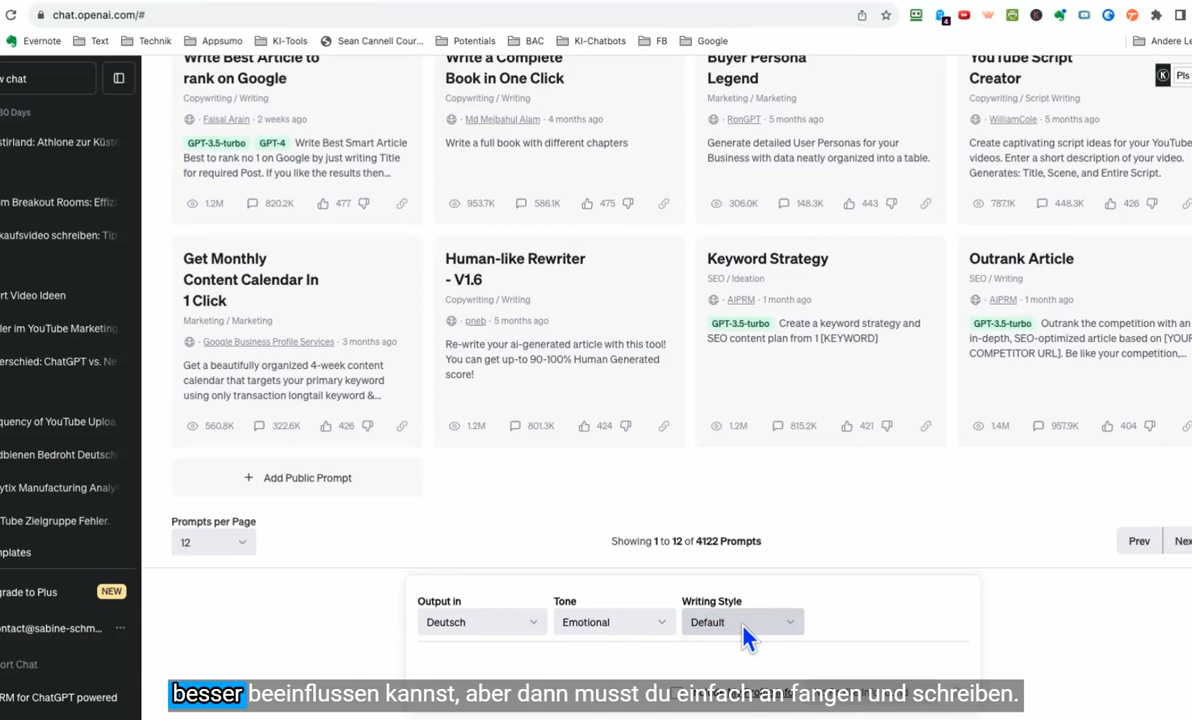 chat.openai.com/#
4
Evernote Text Technik Appsumo KI-Tools Sean Cannell Cour... Potentials BAC KI-Chatbots FB Google Andere Le
w chat
30 Days
stirland: Athlone zur Küste
om Breakout Rooms: Effizi
kaufsvideo schreiben: Tip
rt Video Ideen
ler im YouTube Marketing
erschied: ChatGPT vs. Ne
quency of YouTube Uploa
dbienen Bedroht Deutschl
ytix Manufacturing Analy
Tube Zielgruppe Fehler.
mplates
grade to Plus NEW
ontact@sabine-schm... ...
ort Chat
RM for ChatGPT powered
Write Best Article to
rank on Google
Copywriting / Writing
Faisal Arain · 2 weeks ago
GPT-3.5-turbo GPT-4 Write Best Smart Article
Best to rank no 1 on Google by just writing Title
for required Post. If you like the results then...
1.2M 820.2K 477
Write a Complete
Book in One Click
Copywriting / Writing
Md Mejbahul Alam · 4 months ago
Write a full book with different chapters
953.7K 586.1K 475
Buyer Persona
Legend
Marketing / Marketing
RonGPT · 5 months ago
Generate detailed User Personas for your
Business with data neatly organized into a table.
306.0K 148.3K 443
YouTube Script
Creator
Copywriting / Script Writing
WilliamCole · 5 months ago
Create captivating script ideas for your YouTube
videos. Enter a short description of your video.
Generates: Title, Scene, and Entire Script.
787.1K 448.3K 426
K Pls
Get Monthly
Content Calendar In
1 Click
Marketing / Marketing
Google Business Profile Services · 3 months ago
Get a beautifully organized 4-week content
calendar that targets your primary keyword
using only transaction longtail keyword &...
560.8K 322.6K 426
Human-like Rewriter
- V1.6
Copywriting / Writing
pneb · 5 months ago
Re-write your ai-generated article with this tool!
You can get up-to 90-100% Human Generated
score!
1.2M 801.3K 424
Keyword Strategy
SEO / Ideation
AIPRM · 1 month ago
GPT-3.5-turbo Create a keyword strategy and
SEO content plan from 1 [KEYWORD]
1.2M 815.2K 421
Outrank Article
SEO / Writing
AIPRM · 1 month ago
GPT-3.5-turbo Outrank the competition with an
in-depth, SEO-optimized article based on [YOUR
COMPETITOR URL]. Be like your competition,...
1.4M 957.9K 404
+ Add Public Prompt
Prompts per Page
12
Showing 1 to 12 of 4122 Prompts
Prev Nex
Output in Tone Writing Style
Deutsch Emotional Default
besser beeinflussen kannst, aber dann musst du einfach an fangen und schreiben.